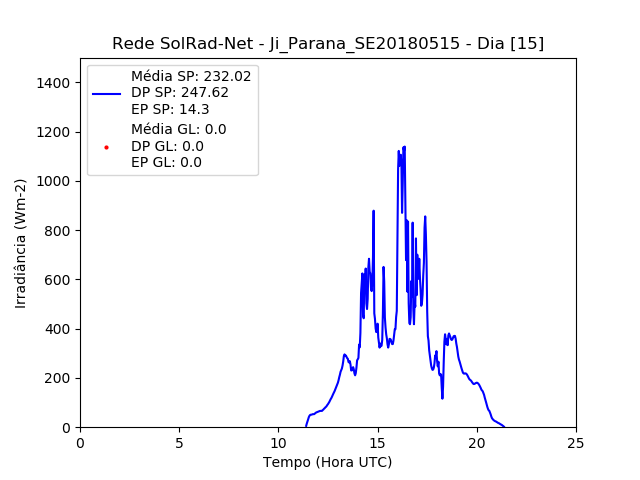 Rede SolRad-Net - Ji_Parana_SE20180515 - Dia [15]
Média SP: 232.02
DP SP: 247.62
EP SP: 14.3
Média GL: 0.0
DP GL: 0.0
EP GL: 0.0
Irradiância (Wm-2)
1400
1200
1000
800
600
400
200
0
0 5 10 15 20 25
Tempo (Hora UTC)